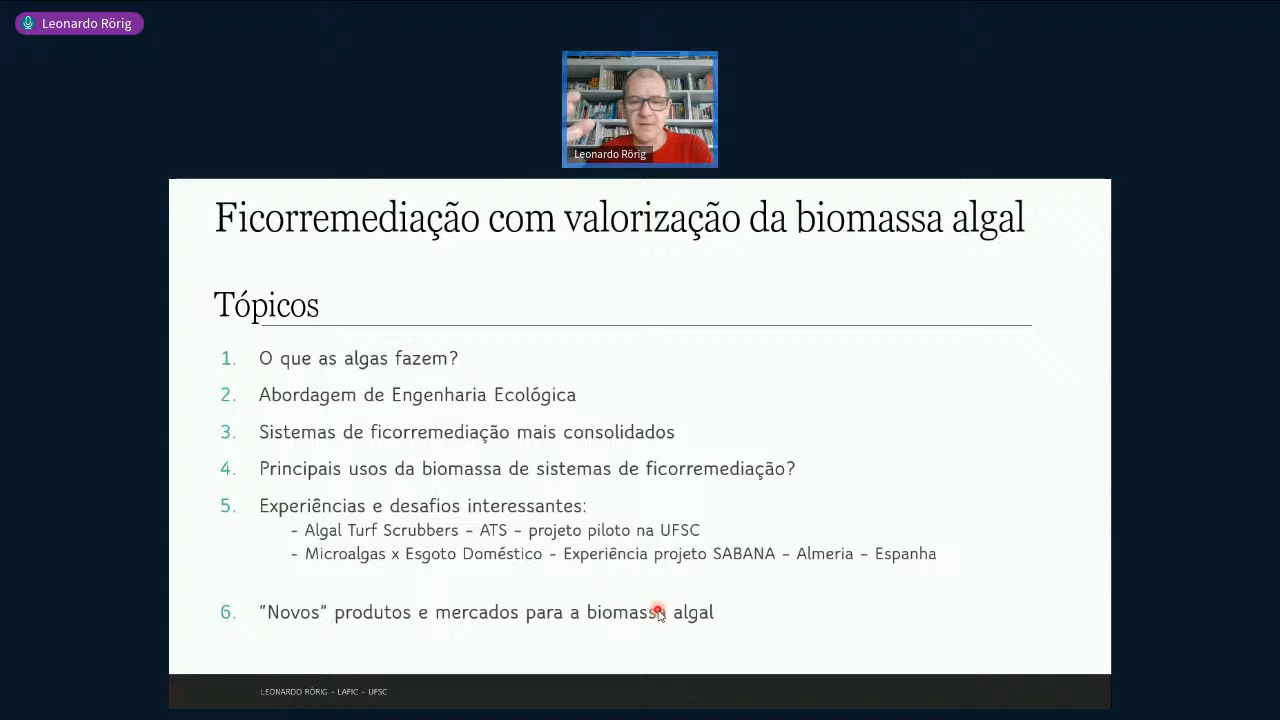 Leonardo Rörig
Leonardo Rörig
Ficorremediação com valorização da biomassa algal
Tópicos
1. O que as algas fazem?
2. Abordagem de Engenharia Ecológica
3. Sistemas de ficorremediação mais consolidados
4. Principais usos da biomassa de sistemas de ficorremediação?
5. Experiências e desafios interessantes:
- Algal Turf Scrubbers – ATS – projeto piloto na UFSC
- Microalgas x Esgoto Doméstico – Experiência projeto SABANA – Almeria – Espanha
6. “Novos” produtos e mercados para a biomassa algal
LEONARDO RÖRIG - LAFIC - UFSC